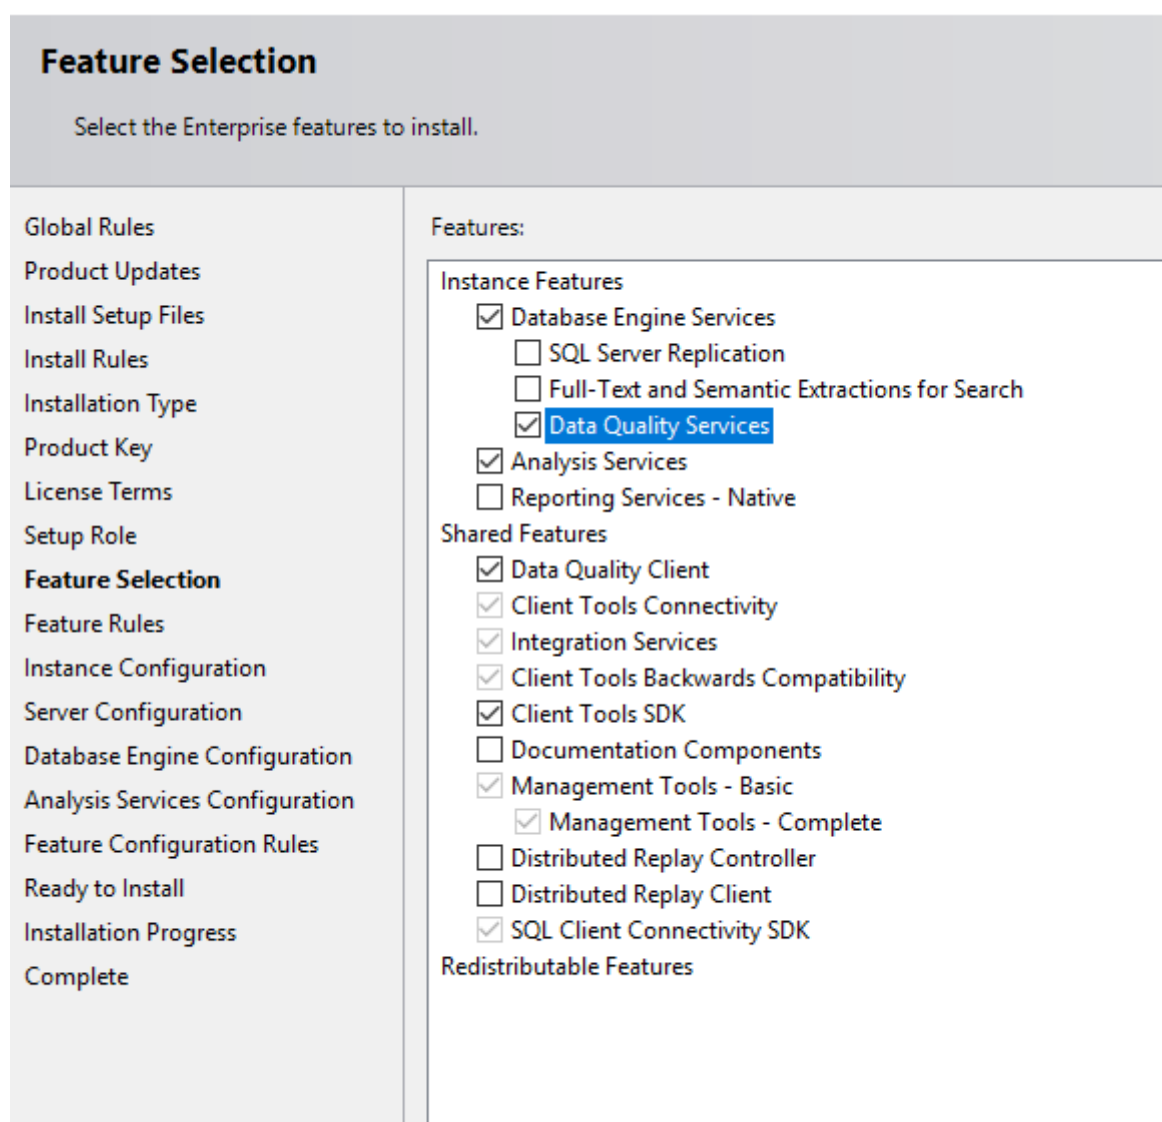 Feature Selection
Select the Enterprise features to install.
Global Rules
Product Updates
Install Setup Files
Install Rules
Installation Type
Product Key
License Terms
Setup Role
Feature Selection
Feature Rules
Instance Configuration
Server Configuration
Database Engine Configuration
Analysis Services Configuration
Feature Configuration Rules
Ready to Install
Installation Progress
Complete
Features:
Instance Features
Database Engine Services
SQL Server Replication
Full-Text and Semantic Extractions for Search
Data Quality Services
Analysis Services
Reporting Services - Native
Shared Features
Data Quality Client
Client Tools Connectivity
Integration Services
Client Tools Backwards Compatibility
Client Tools SDK
Documentation Components
Management Tools - Basic
Management Tools - Complete
Distributed Replay Controller
Distributed Replay Client
SQL Client Connectivity SDK
Redistributable Features